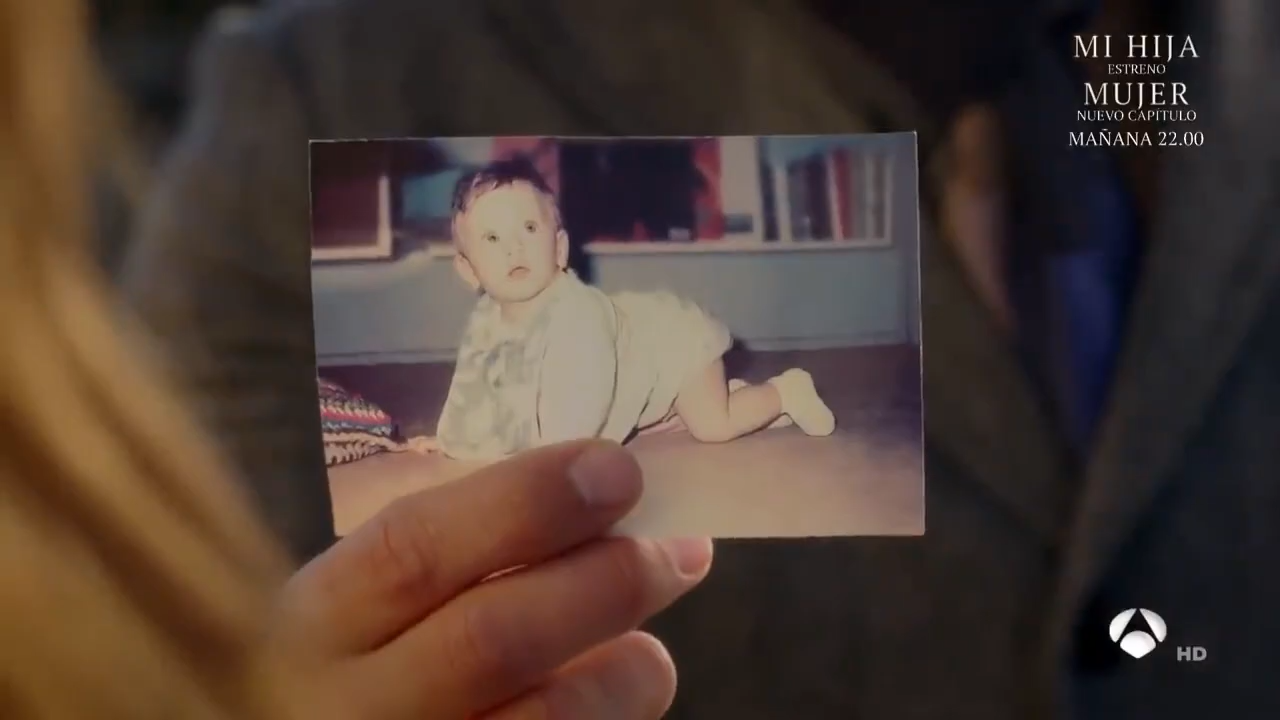 MI HIJA
ESTRENO
MUJER
NUEVO CAPÍTULO
MAÑANA 22.00
HD